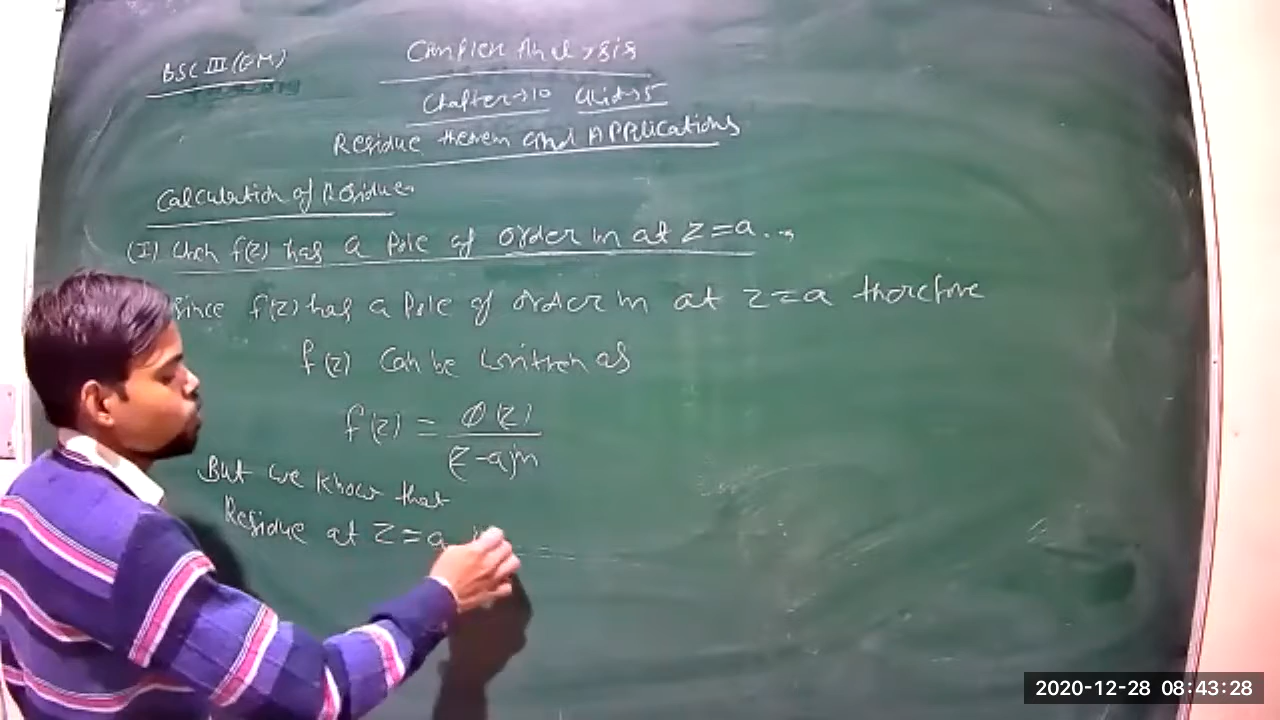 BSC III (GM)
Complex Analysis
Chapter→10 Unit→5
Residue theorem and Applications
Calculation of Residue
(I) When f(z) has a Pole of order m at z=a..
Since f(z) has a Pole of order m at z=a therefore
f(z) Can be written as
f(z) = Φ(z) / (z-a)m
But we know that
Residue at z=a
2020-12-28 08:43:28